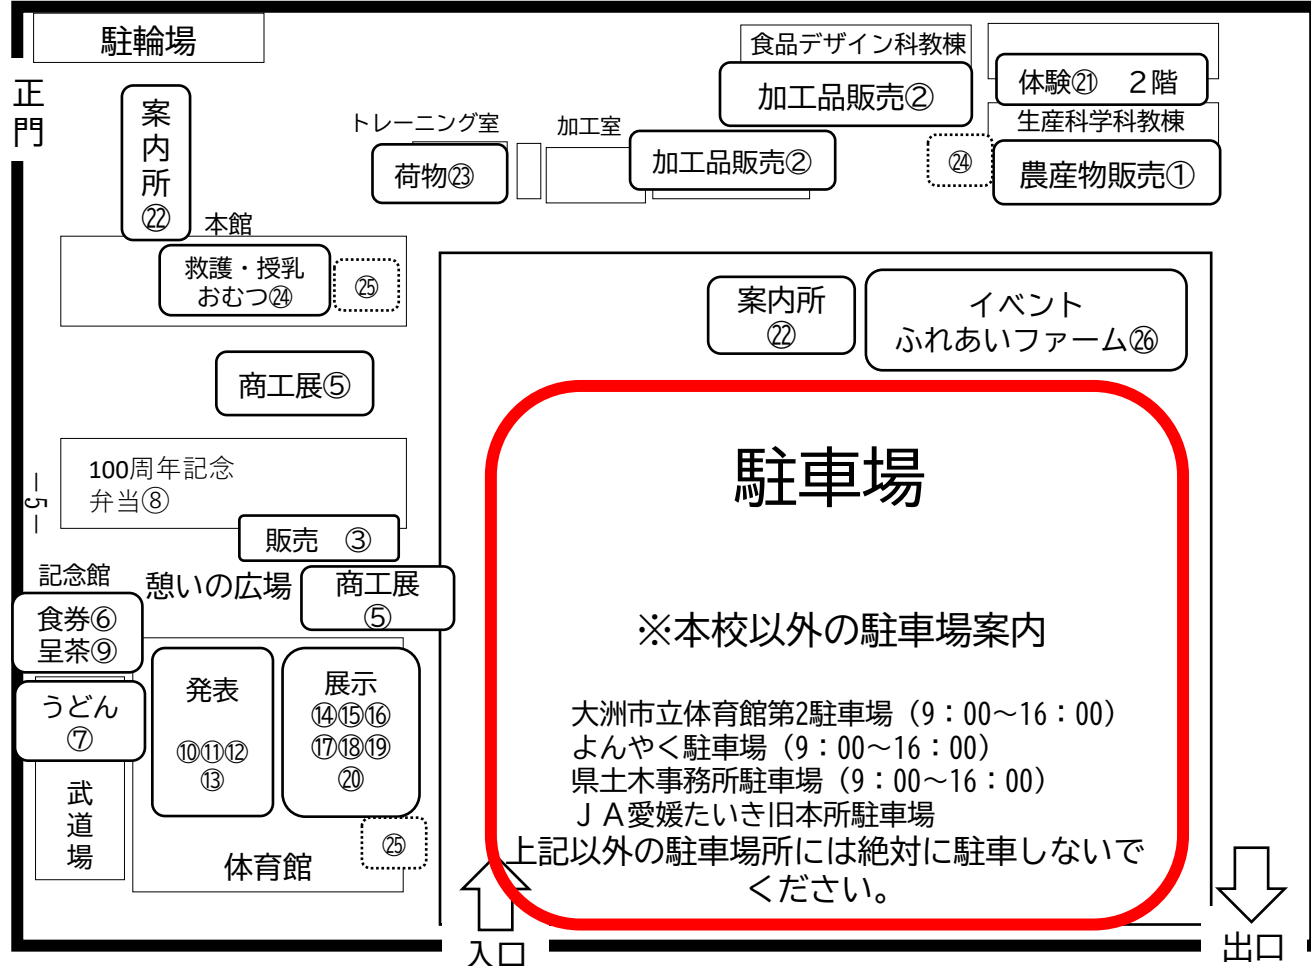 駐輪場
正門
案内所㉒
食品デザイン科教棟
加工品販売②
体験㉑ 2階
生産科学科教棟
農産物販売①
㉔
トレーニング室
荷物㉓
加工室
加工品販売②
本館
救護・授乳
おむつ㉔
㉕
案内所
㉒
イベント
ふれあいファーム㉖
商工展⑤
100周年記念
弁当⑧
販売 ③
－5－
記念館
憩いの広場
商工展
⑤
食券⑥
呈茶⑨
うどん
⑦
武道場
発表
⑩⑪⑫
⑬
展示
⑭⑮⑯
⑰⑱⑲
⑳
㉕
体育館
駐車場
※本校以外の駐車場案内
大洲市立体育館第2駐車場（9：00～16：00）
よんやく駐車場（9：00～16：00）
県土木事務所駐車場（9：00～16：00）
ＪＡ愛媛たいき旧本所駐車場
上記以外の駐車場所には絶対に駐車しないで
ください。
入口
出口